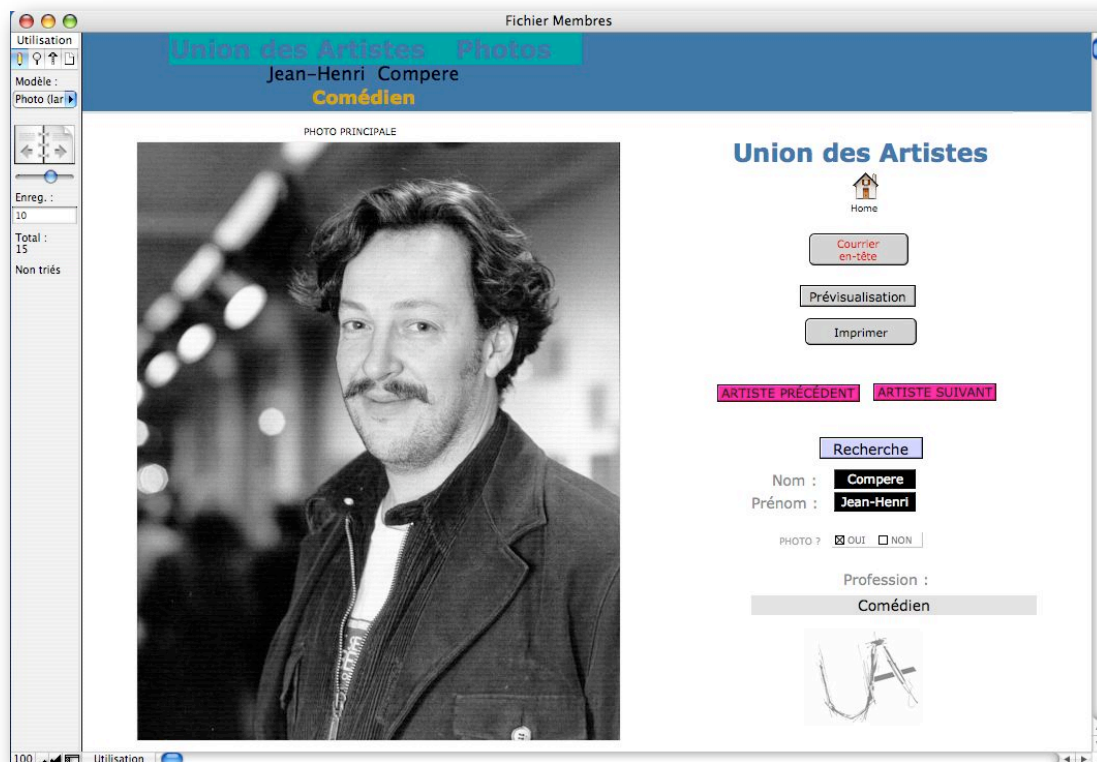 Fichier Membres
Utilisation
Modèle :
Photo (lar
Enreg. :
10
Total :
15
Non triés
Union des Artistes Photos
Jean-Henri Compere
Comédien
PHOTO PRINCIPALE
Union des Artistes
Home
Courrier
en-tête
Prévisualisation
Imprimer
ARTISTE PRÉCÉDENT ARTISTE SUIVANT
Recherche
Nom : Compere
Prénom : Jean-Henri
PHOTO ? OUI NON
Profession :
Comédien
UA
100 Utilisation